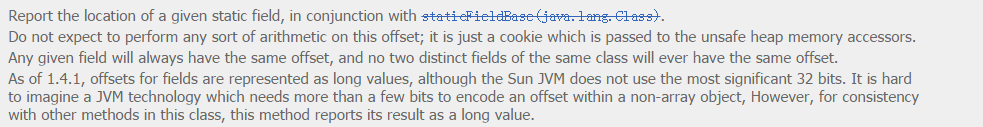 Report the location of a given static field, in conjunction with staticFieldBase(java.lang.Class).
Do not expect to perform any sort of arithmetic on this offset; it is just a cookie which is passed to the unsafe heap memory accessors.
Any given field will always have the same offset, and no two distinct fields of the same class will ever have the same offset.
As of 1.4.1, offsets for fields are represented as long values, although the Sun JVM does not use the most significant 32 bits. It is hard
to imagine a JVM technology which needs more than a few bits to encode an offset within a non-array object, However, for consistency
with other methods in this class, this method reports its result as a long value.